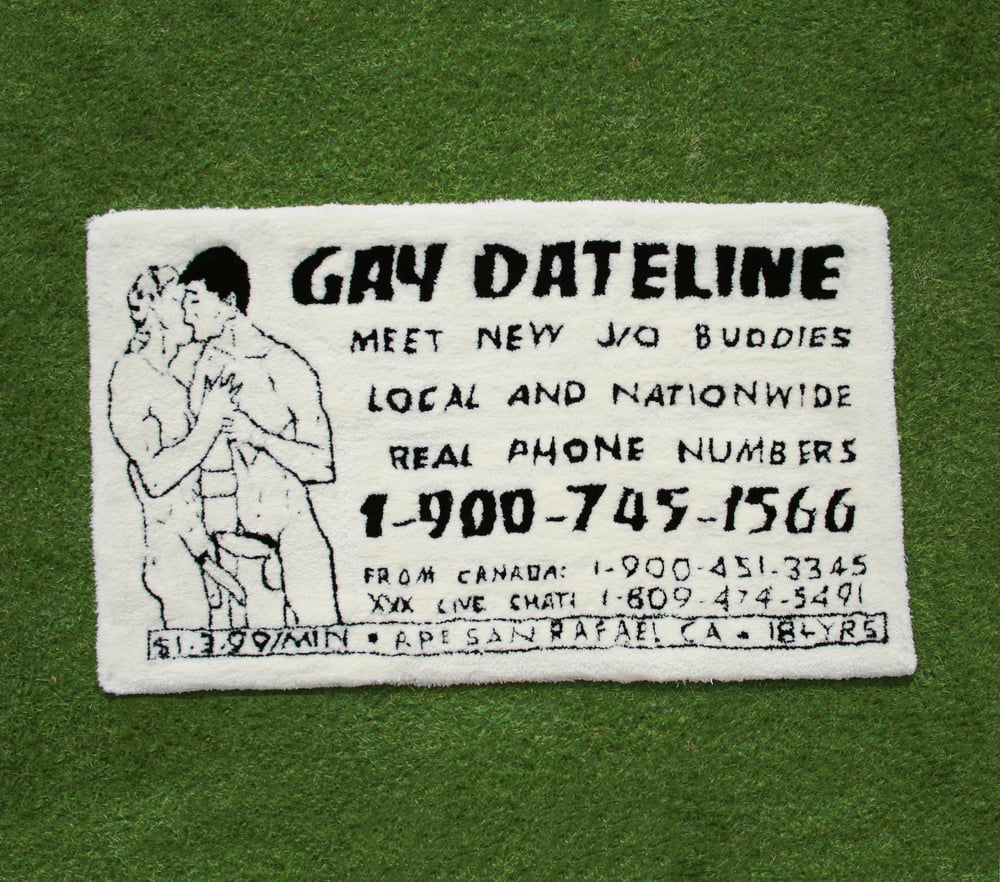 GAY DATELINE
MEET NEW J/O BUDDIES
LOCAL AND NATIONWIDE
REAL PHONE NUMBERS
1-900-745-1566
FROM CANADA: 1-900-451-3345
XXX LIVE CHAT: 1-809-474-5491
$1.3.99/MIN • APE SAN RAFAEL CA • 18+YRS